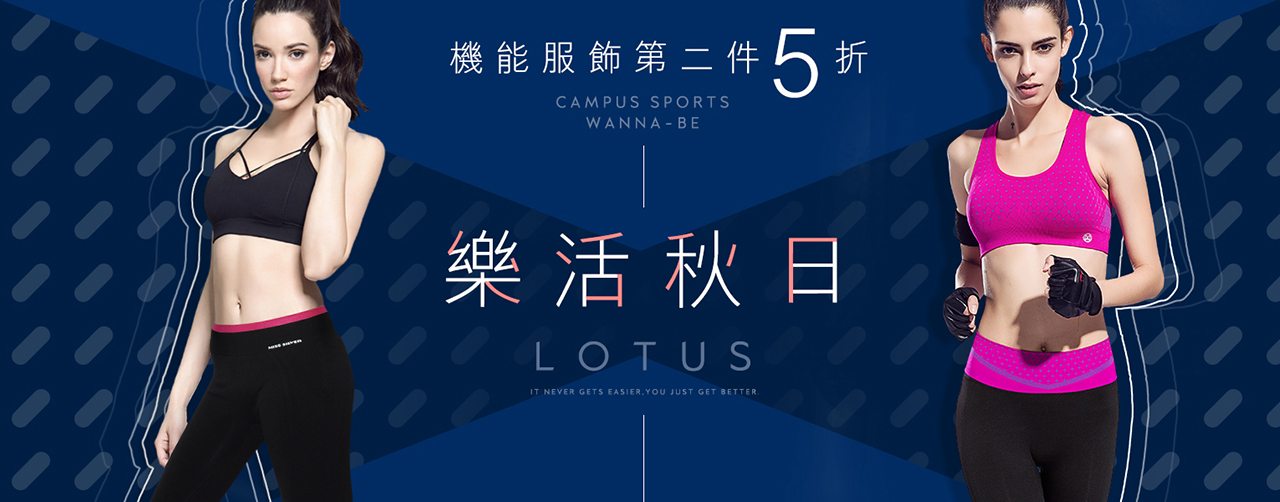 機能服飾第二件5折
CAMPUS SPORTS
WANNA-BE
樂活秋日
LOTUS
IT NEVER GETS EASIER.YOU JUST GET BETTER.